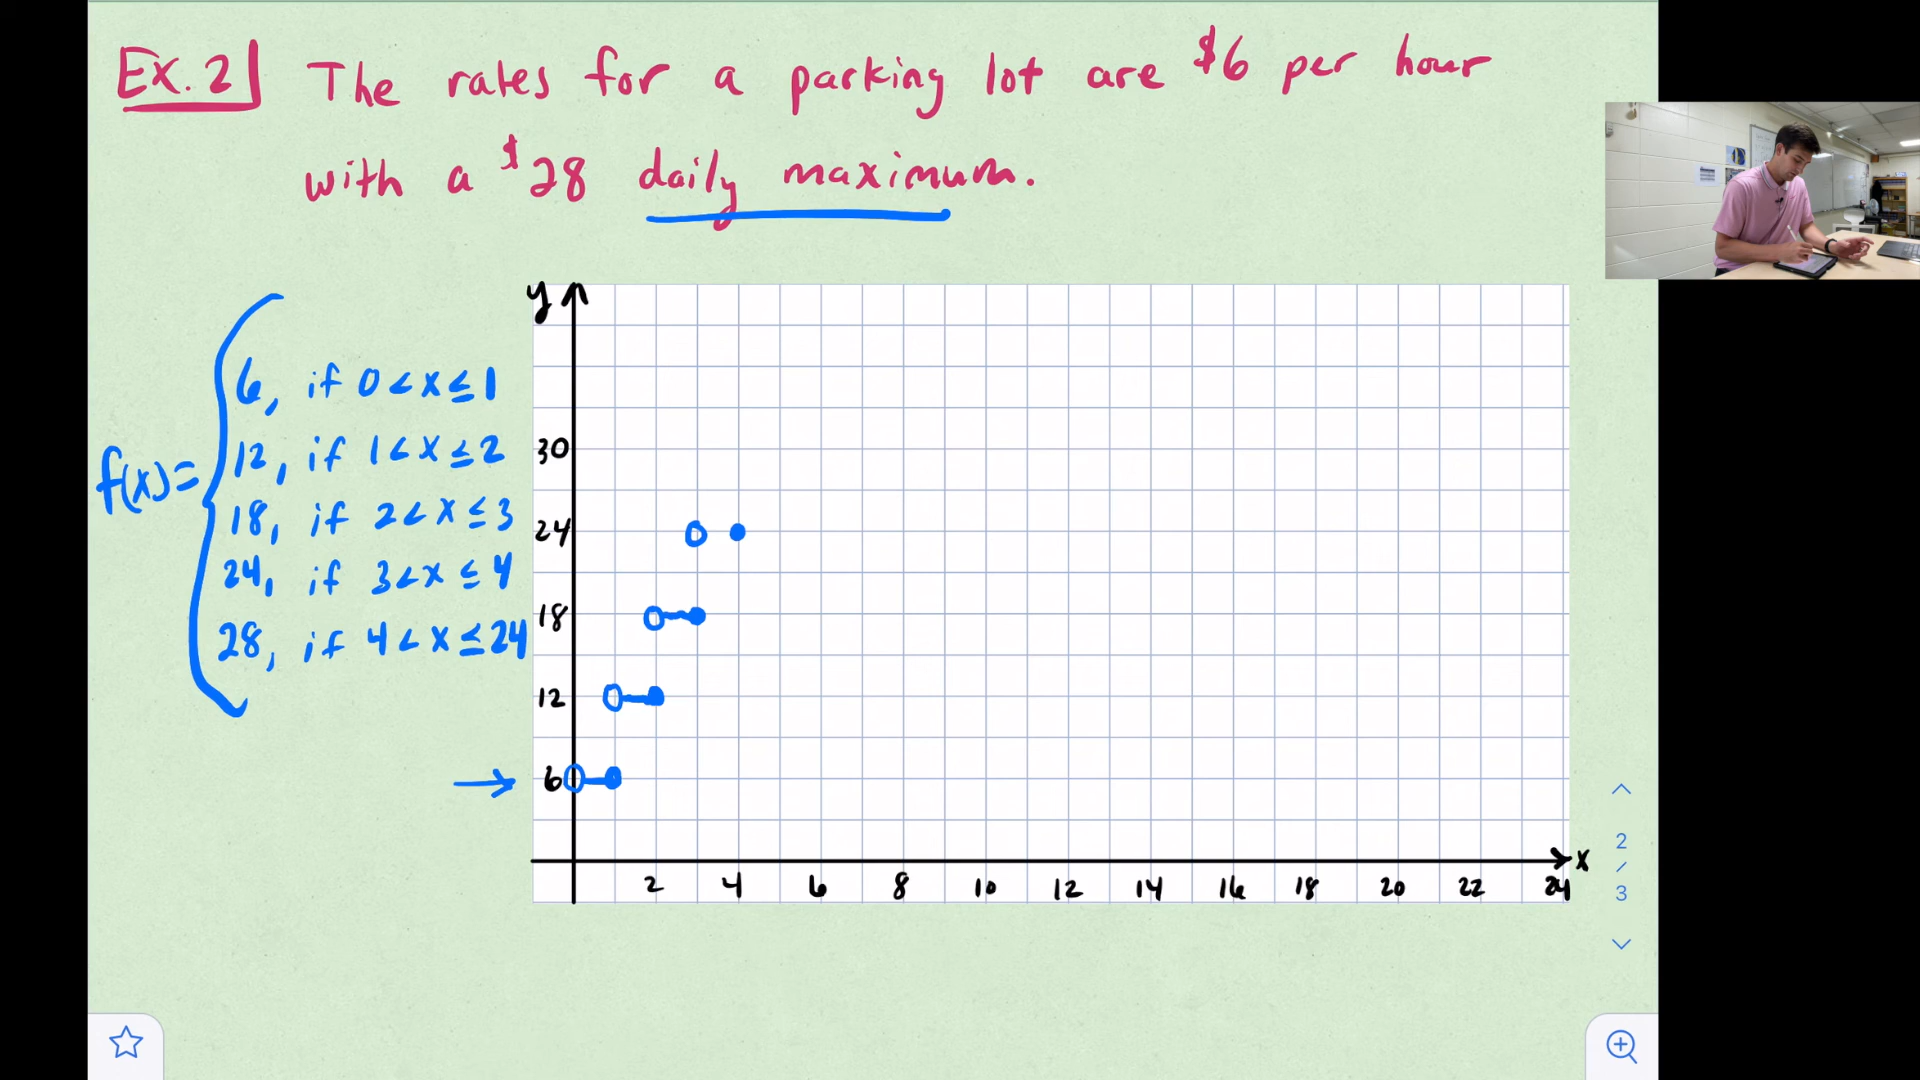 Ex. 2 The rates for a parking lot are $6 per hour
with a $28 daily maximum.
f(x)=
6, if 0 < x ≤ 1
12, if 1 < x ≤ 2
18, if 2 < x ≤ 3
24, if 3 < x ≤ 4
28, if 4 < x ≤ 24
y
30
24
18
12
6
x
2 4 6 8 10 12 14 16 18 20 22 24
2
/
3